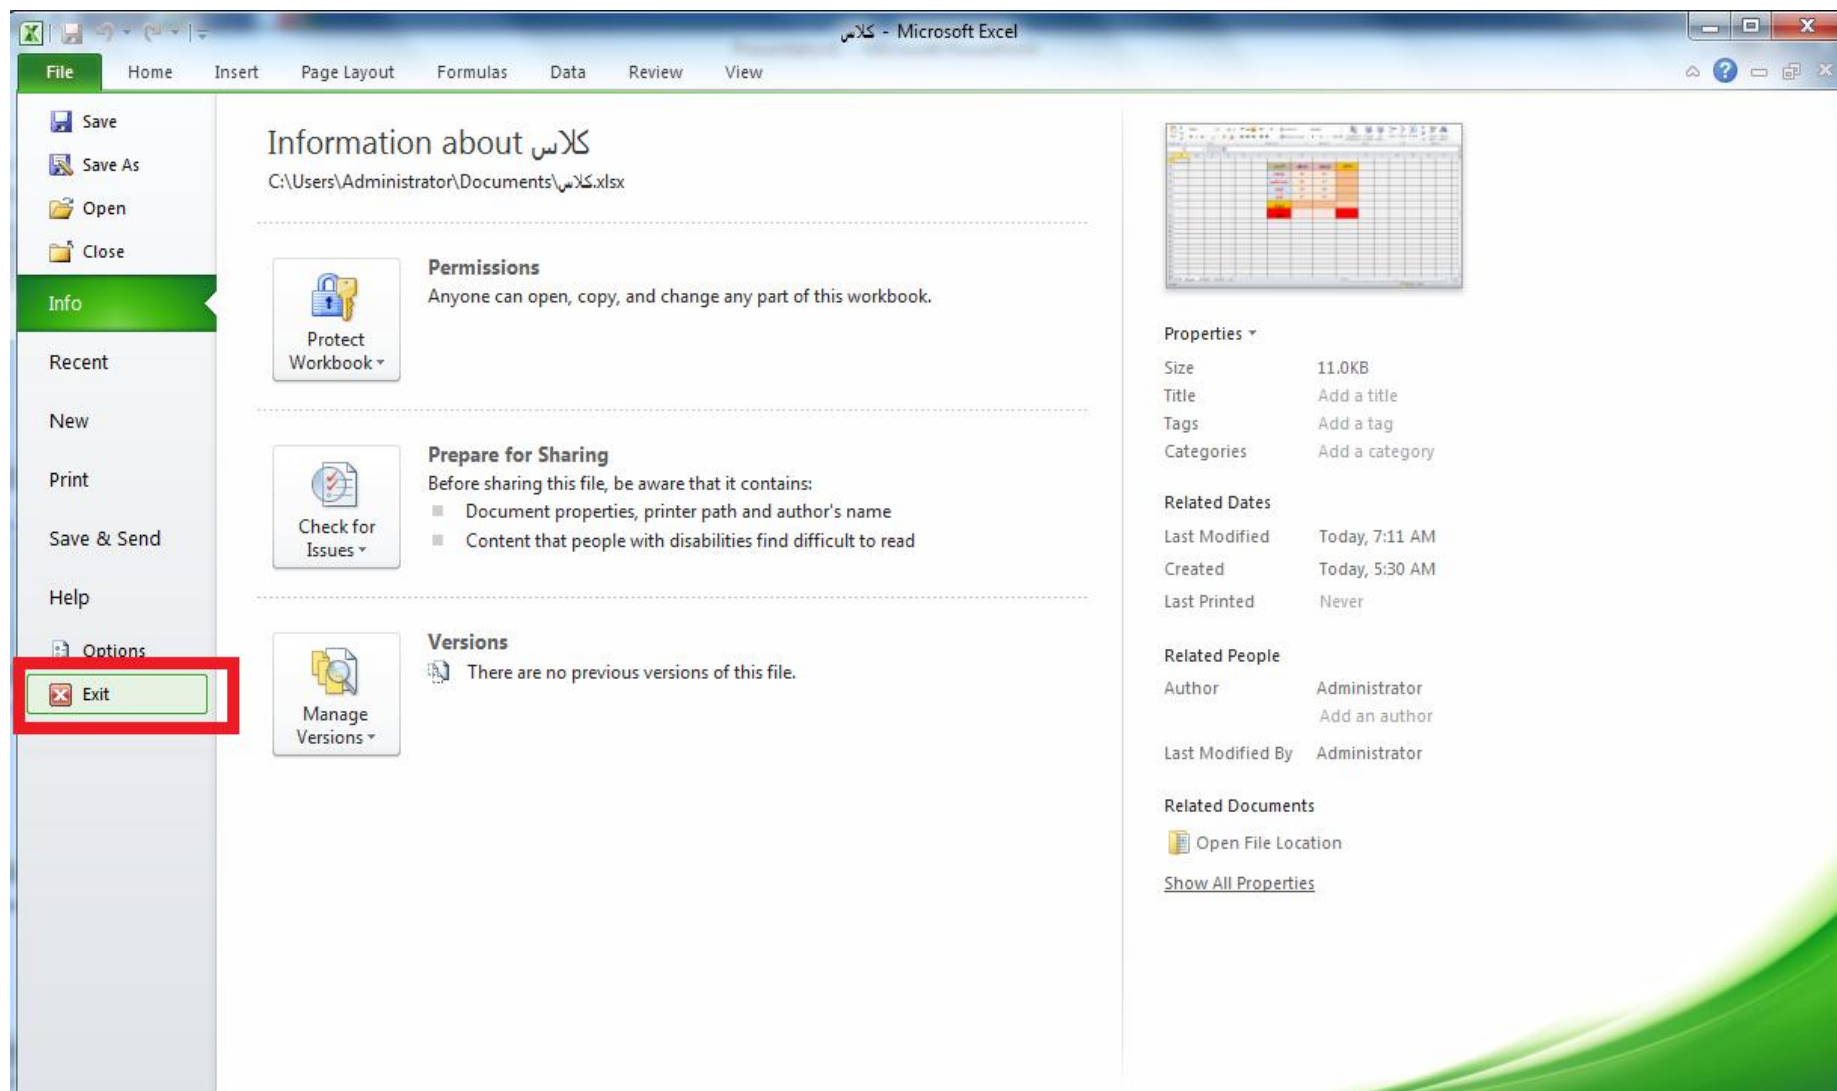 كلاس - Microsoft Excel
File Home Insert Page Layout Formulas Data Review View
Save
Save As
Open
Close
Info
Recent
New
Print
Save & Send
Help
Options
Exit
Information about كلاس
C:\Users\Administrator\Documents\كلاس.xlsx
Protect
Workbook
Permissions
Anyone can open, copy, and change any part of this workbook.
Check for
Issues
Prepare for Sharing
Before sharing this file, be aware that it contains:
Document properties, printer path and author's name
Content that people with disabilities find difficult to read
Manage
Versions
Versions
There are no previous versions of this file.
Properties
Size 11.0KB
Title Add a title
Tags Add a tag
Categories Add a category
Related Dates
Last Modified Today, 7:11 AM
Created Today, 5:30 AM
Last Printed Never
Related People
Author Administrator
Add an author
Last Modified By Administrator
Related Documents
Open File Location
Show All Properties